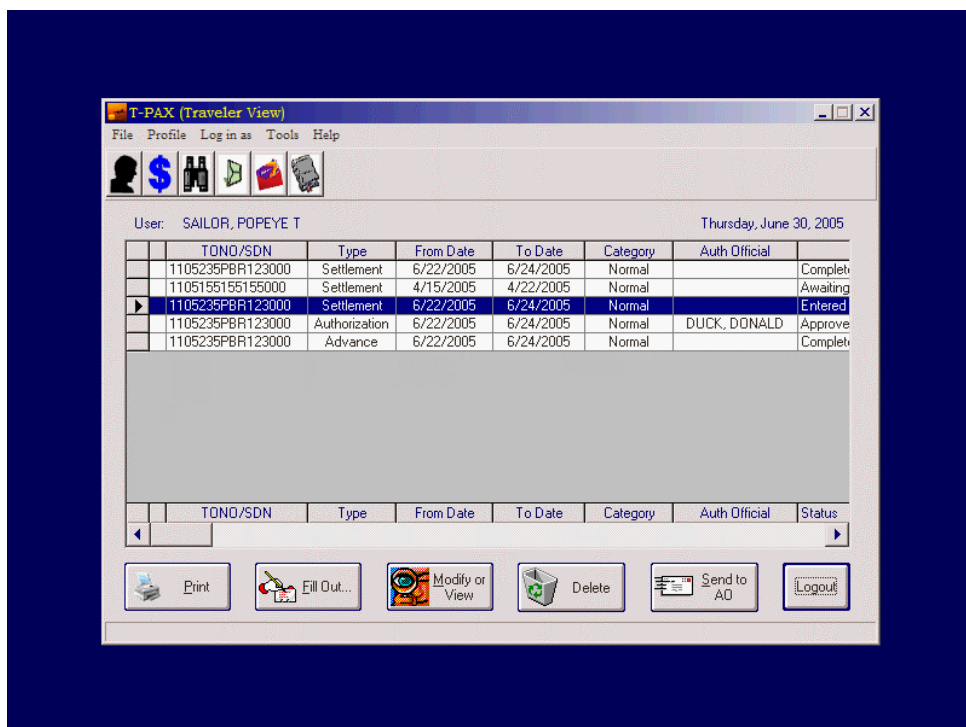 T-PAX (Traveler View)
File Profile Log in as Tools Help
User: SAILOR, POPEYE T Thursday, June 30, 2005
TONO/SDN Type From Date To Date Category Auth Official
1105235PBR123000 Settlement 6/22/2005 6/24/2005 Normal Complet
1105155155155000 Settlement 4/15/2005 4/22/2005 Normal Awaiting
1105235PBR123000 Settlement 6/22/2005 6/24/2005 Normal Entered
1105235PBR123000 Authorization 6/22/2005 6/24/2005 Normal DUCK, DONALD Approve
1105235PBR123000 Advance 6/22/2005 6/24/2005 Normal Complet
TONO/SDN Type From Date To Date Category Auth Official Status
Print Fill Out... Modify or View Delete Send to AO Logout